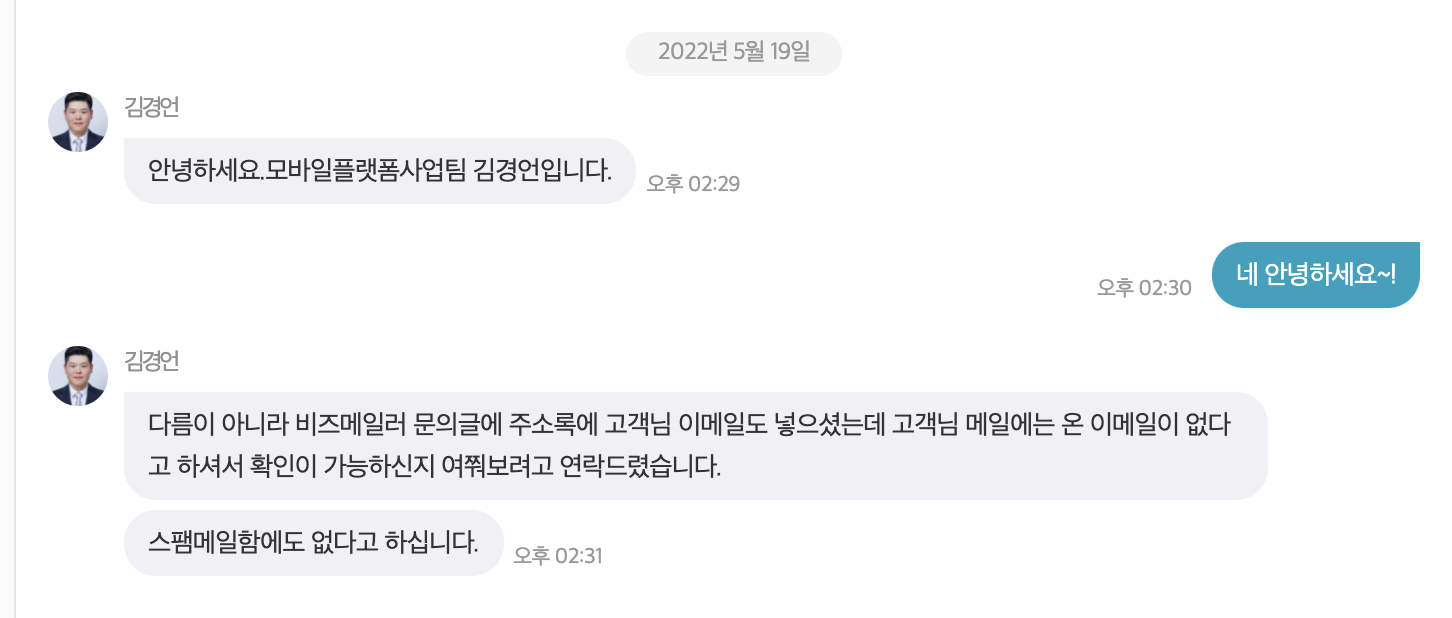 2022년 5월 19일
김경언
안녕하세요.모바일플랫폼사업팀 김경언입니다.
오후 02:29
네 안녕하세요~!
오후 02:30
김경언
다름이 아니라 비즈메일러 문의글에 주소록에 고객님 이메일도 넣으셨는데 고객님 메일에는 온 이메일이 없다
고 하셔서 확인이 가능하신지 여쭤보려고 연락드렸습니다.
스팸메일함에도 없다고 하십니다.
오후 02:31